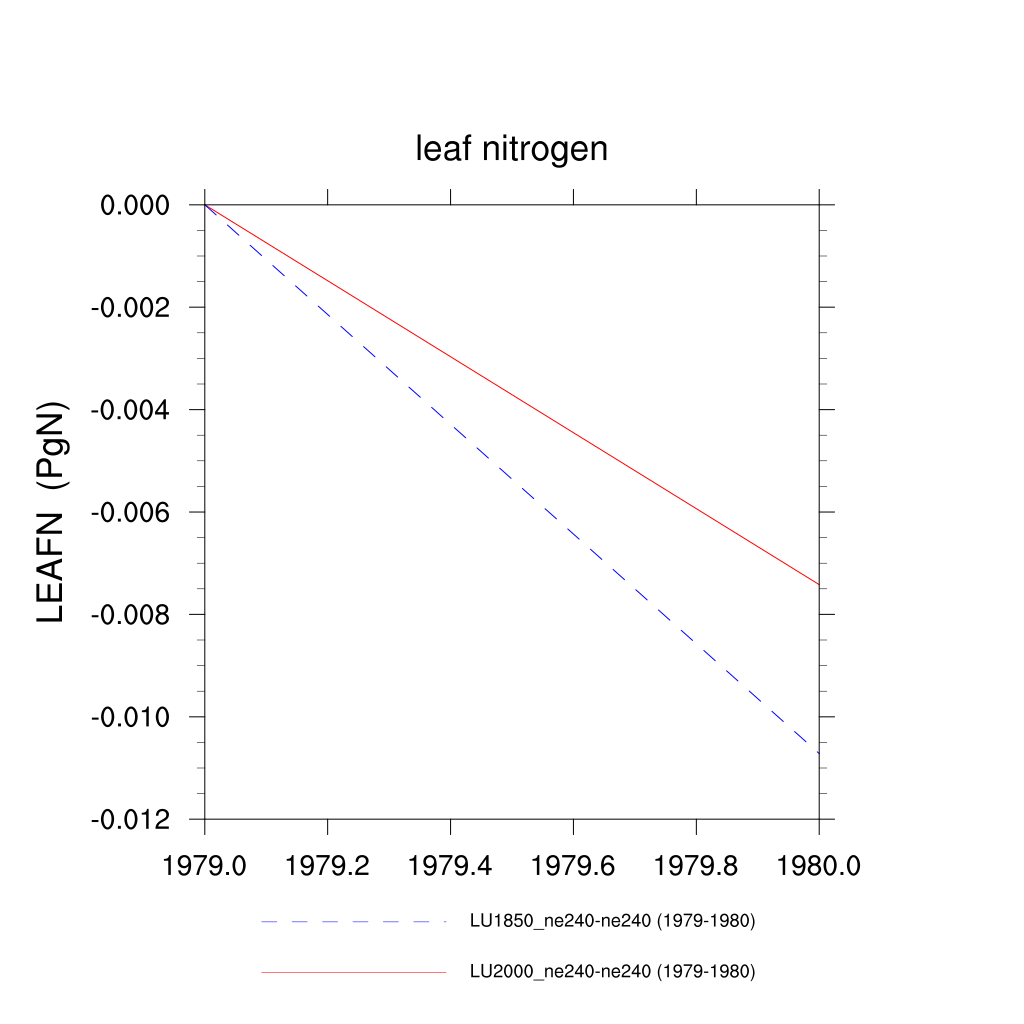 leaf nitrogen
0.000
-0.002
-0.004
-0.006
-0.008
-0.010
-0.012
LEAFN (PgN)
1979.0 1979.2 1979.4 1979.6 1979.8 1980.0
LU1850_ne240-ne240 (1979-1980)
LU2000_ne240-ne240 (1979-1980)